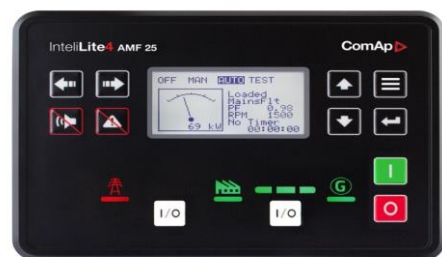 InteliLite4 AMF 25
ComAp
OFF MAN AUTO TEST
Loaded
MainsFlt
PF 0.98
RPM 1500
No Timer
00:00:00
69 kW
G
I
I/O
I/O
O